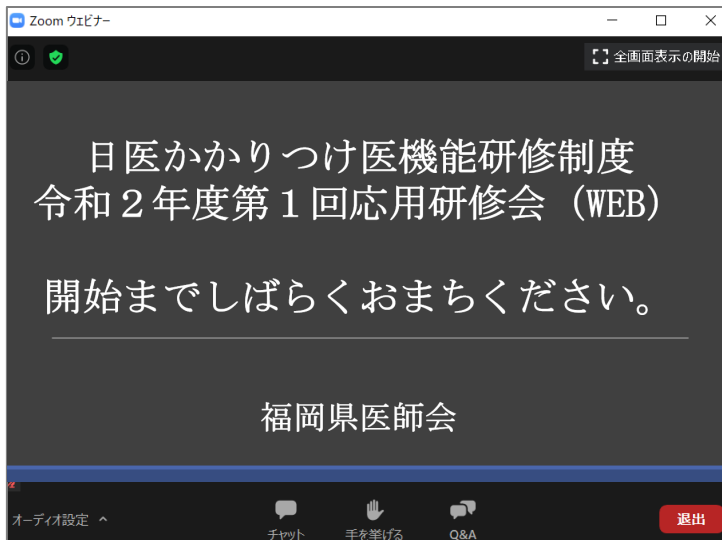 Zoom ウェビナー
全画面表示の開始
日医かかりつけ医機能研修制度
令和２年度第１回応用研修会（WEB）
開始までしばらくおまちください。
福岡県医師会
オーディオ設定
チャット
手を挙げる
Q&A
退出